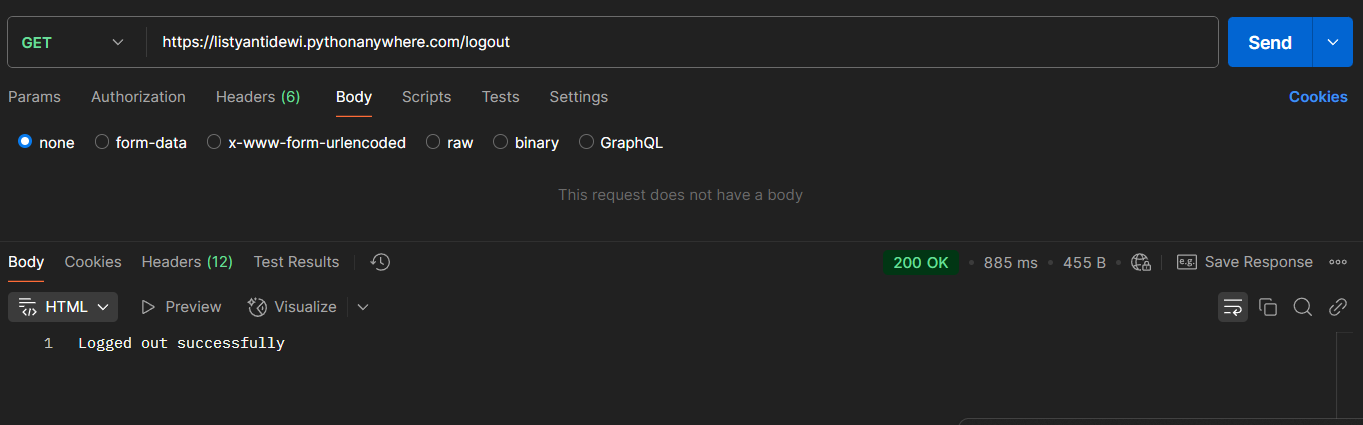 GET https://listyantidewi.pythonanywhere.com/logout Send
Params Authorization Headers (6) Body Scripts Tests Settings Cookies
none form-data x-www-form-urlencoded raw binary GraphQL
This request does not have a body
Body Cookies Headers (12) Test Results 200 OK • 885 ms • 455 B • e.g. Save Response
HTML Preview Visualize
1 Logged out successfully